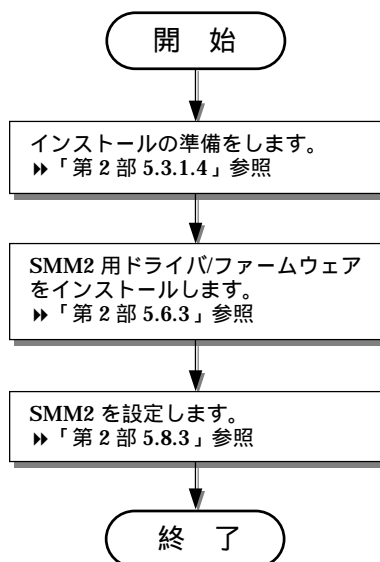 開 始
インストールの準備をします。
▸▸「第 2 部 5.3.1.4」参照
SMM2 用ドライバ/ファームウェア
をインストールします。
▸▸「第 2 部 5.6.3」参照
SMM2 を設定します。
▸▸「第 2 部 5.8.3」参照
終 了